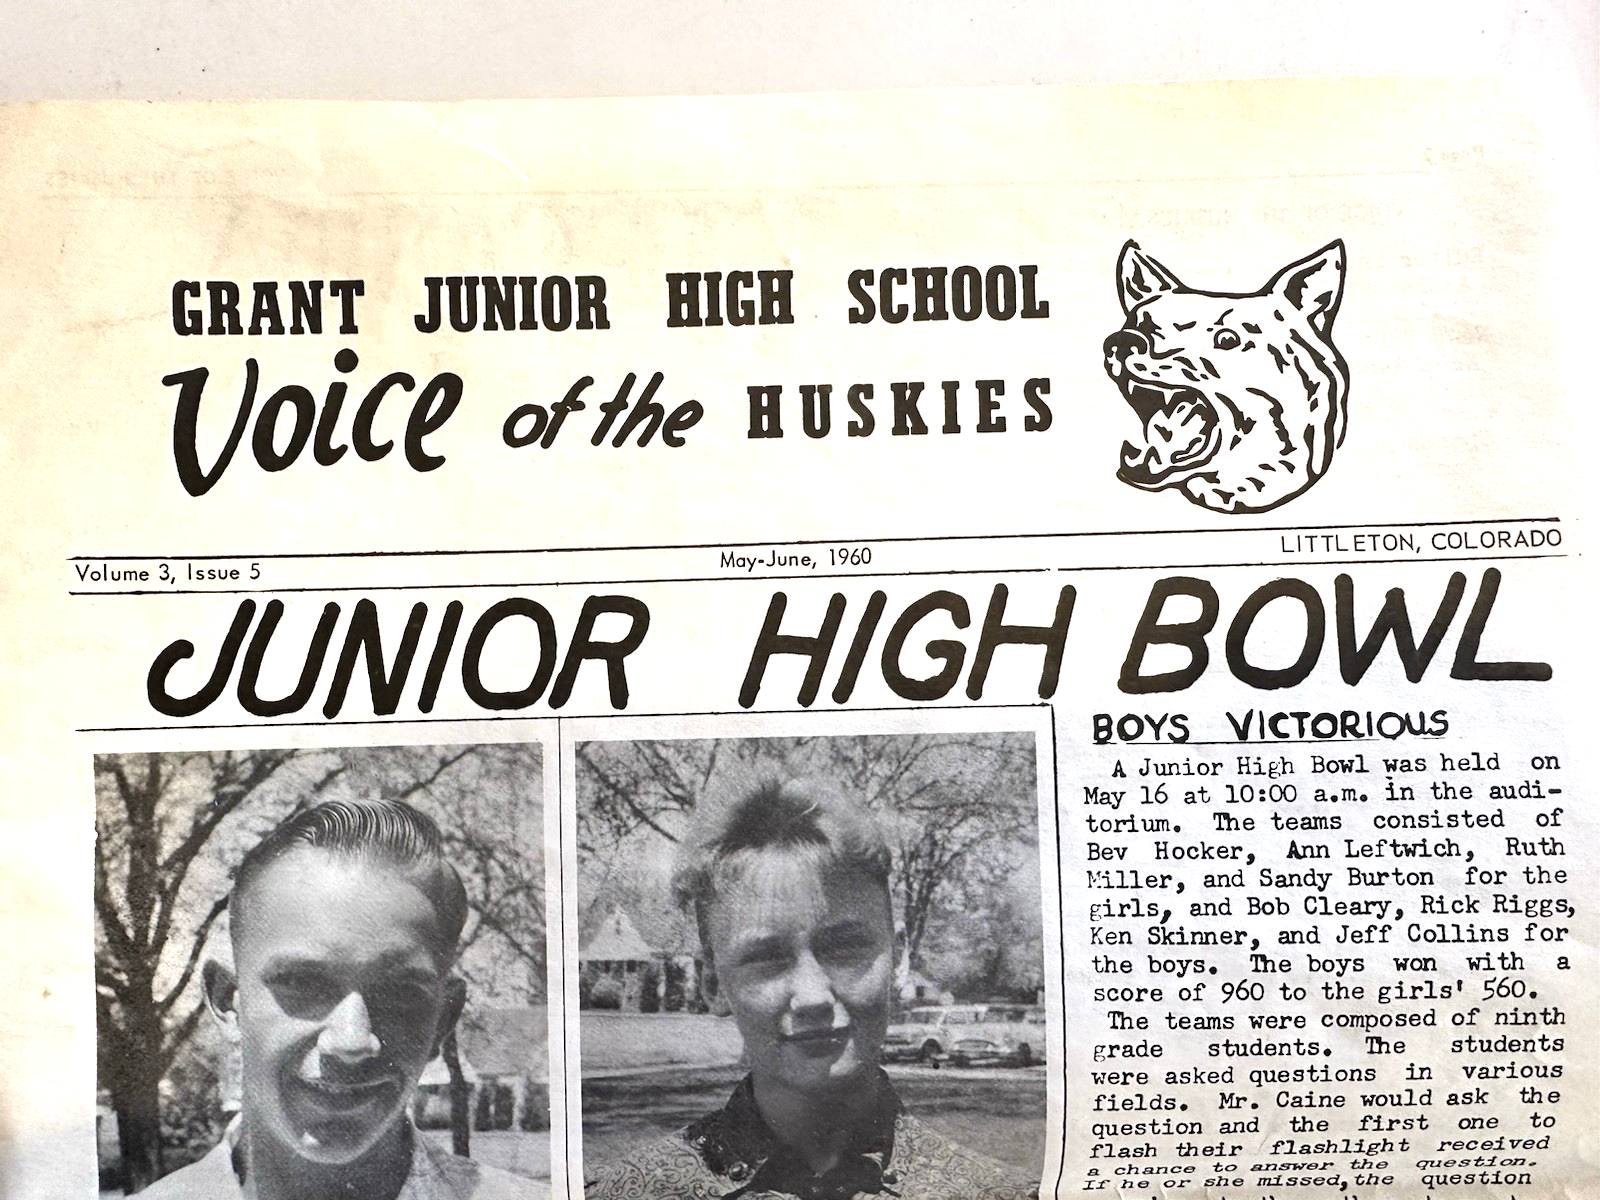 GRANT JUNIOR HIGH SCHOOL
Voice of the HUSKIES
Volume 3, Issue 5
May-June, 1960
LITTLETON, COLORADO
JUNIOR HIGH BOWL
BOYS VICTORIOUS
A Junior High Bowl was held on
May 16 at 10:00 a.m. in the audi-
torium. The teams consisted of
Bev Hocker, Ann Leftwich, Ruth
Miller, and Sandy Burton for the
girls, and Bob Cleary, Rick Riggs,
Ken Skinner, and Jeff Collins for
the boys. The boys won with a
score of 960 to the girls' 560.
The teams were composed of ninth
grade students. The students
were asked questions in various
fields. Mr. Caine would ask the
question and the first one to
flash their flashlight received
a chance to answer the question.
If he or she missed, the question